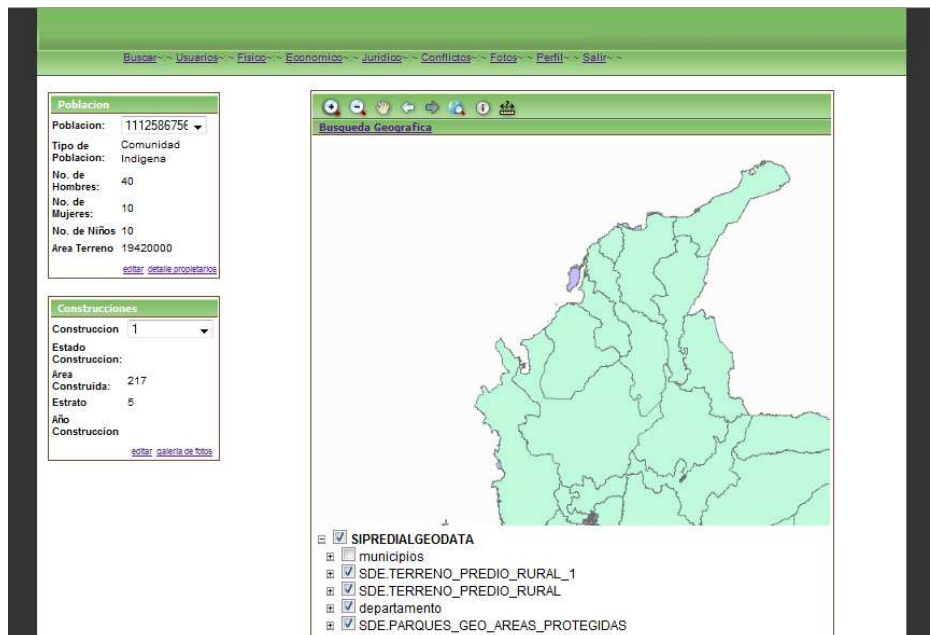 Buscar~ ~ Usuarios~ ~ Fisico~ ~ Economico~ ~ Juridico~ ~ Conflictos~ ~ Fotos~ ~ Perfil~ ~ Salir~ ~
Poblacion
Poblacion: 1112586756
Tipo de Poblacion: Comunidad Indigena
No. de Hombres: 40
No. de Mujeres: 10
No. de Niños 10
Area Terreno 19420000
editar detalle propietarios
Construcciones
Construccion 1
Estado Construccion:
Area Construida: 217
Estrato 5
Año Construccion
editar galeria de fotos
Busqueda Geografica
SIPREDIALGEODATA
municipios
SDE.TERRENO_PREDIO_RURAL_1
SDE.TERRENO_PREDIO_RURAL
departamento
SDE.PARQUES_GEO_AREAS_PROTEGIDAS